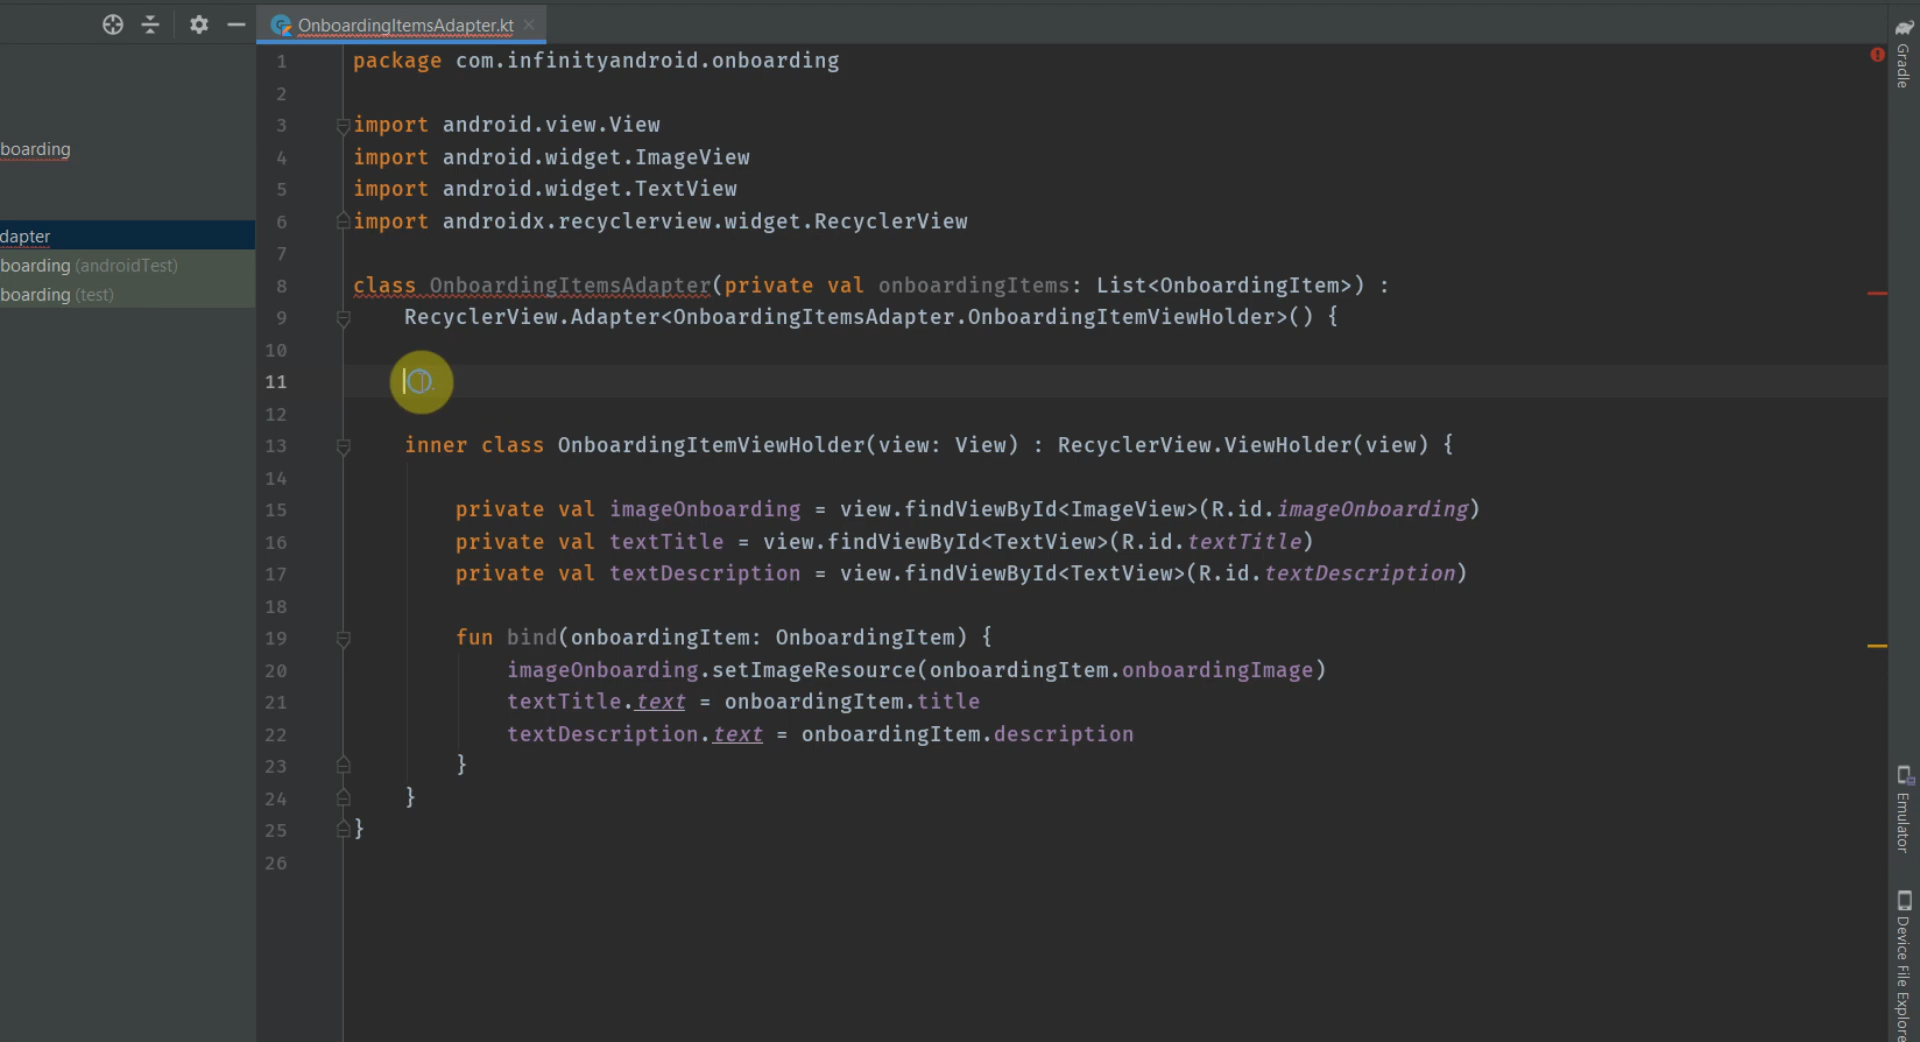 OnboardingItemsAdapter.kt
boarding
dapter
boarding (androidTest)
boarding (test)
1 package com.infinityandroid.onboarding
2
3 import android.view.View
4 import android.widget.ImageView
5 import android.widget.TextView
6 import androidx.recyclerview.widget.RecyclerView
7
8 class OnboardingItemsAdapter(private val onboardingItems: List<OnboardingItem>) :
9 RecyclerView.Adapter<OnboardingItemsAdapter.OnboardingItemViewHolder>() {
10
11
12
13 inner class OnboardingItemViewHolder(view: View) : RecyclerView.ViewHolder(view) {
14
15 private val imageOnboarding = view.findViewById<ImageView>(R.id.imageOnboarding)
16 private val textTitle = view.findViewById<TextView>(R.id.textTitle)
17 private val textDescription = view.findViewById<TextView>(R.id.textDescription)
18
19 fun bind(onboardingItem: OnboardingItem) {
20 imageOnboarding.setImageResource(onboardingItem.onboardingImage)
21 textTitle.text = onboardingItem.title
22 textDescription.text = onboardingItem.description
23 }
24 }
25 }
26
Gradle
Emulator
Device File Explore